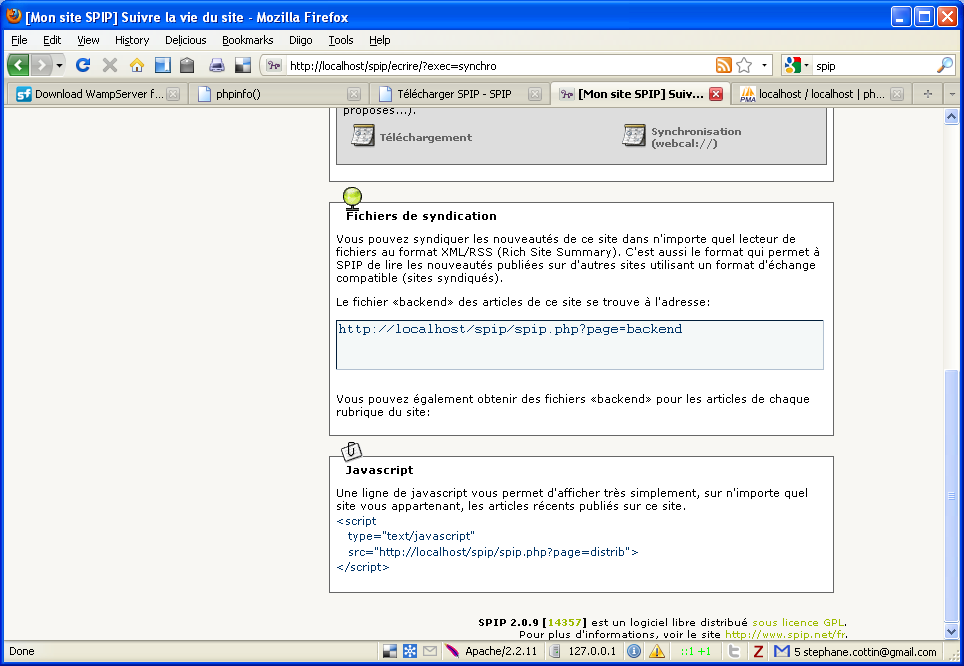 [Mon site SPIP] Suivre la vie du site - Mozilla Firefox
File Edit View History Delicious Bookmarks Diigo Tools Help
http://localhost/spip/ecrire/?exec=synchro
spip
Download WampServer f...
phpinfo()
Télécharger SPIP - SPIP
[Mon site SPIP] Suiv...
PMA
localhost / localhost | ph...
proposés...).
Téléchargement
Synchronisation
(webcal://)
Fichiers de syndication
Vous pouvez syndiquer les nouveautés de ce site dans n'importe quel lecteur de
fichiers au format XML/RSS (Rich Site Summary). C'est aussi le format qui permet à
SPIP de lire les nouveautés publiées sur d'autres sites utilisant un format d'échange
compatible (sites syndiqués).
Le fichier «backend» des articles de ce site se trouve à l'adresse:
http://localhost/spip/spip.php?page=backend
Vous pouvez également obtenir des fichiers «backend» pour les articles de chaque
rubrique du site:
Javascript
Une ligne de javascript vous permet d'afficher très simplement, sur n'importe quel
site vous appartenant, les articles récents publiés sur ce site.
<script
type="text/javascript"
src="http://localhost/spip/spip.php?page=distrib">
</script>
SPIP 2.0.9 [14357] est un logiciel libre distribué sous licence GPL.
Pour plus d'informations, voir le site http://www.spip.net/fr.
Done
Apache/2.2.11
127.0.0.1
::1 +1
Z
5 stephane.cottin@gmail.com